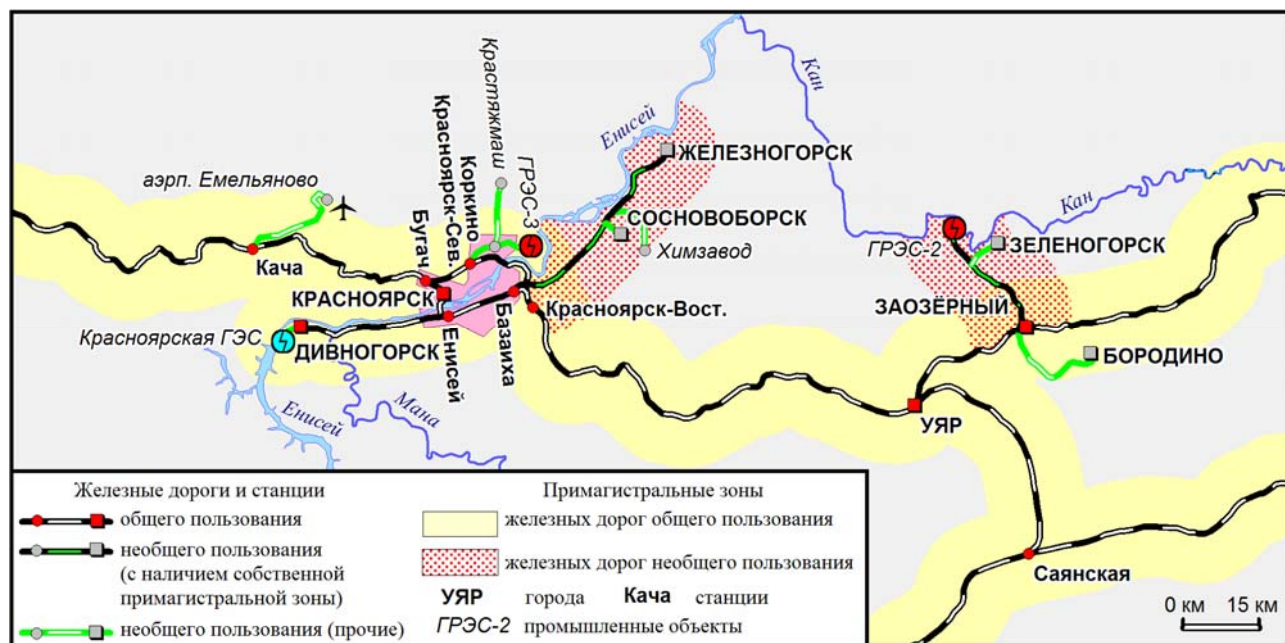 Кан
Енисей
Крастяжмаш
ГРЭС-3
Коркино
Красноярск-Сев.
Бугач
аэрп. Емельяново
Кача
ЖЕЛЕЗНОГОРСК
СОСНОВОБОРСК
Химзавод
Кан
ГРЭС-2
ЗЕЛЕНОГОРСК
ЗАОЗЁРНЫЙ
КРАСНОЯРСК
Красноярск-Вост.
Красноярская ГЭС
ДИВНОГОРСК
Енисей
Базаиха
БОРОДИНО
Енисей
Мана
УЯР
Саянская
Железные дороги и станции
общего пользования
необщего пользования
(с наличием собственной
примагистральной зоны)
необщего пользования (прочие)
Примагистральные зоны
железных дорог общего пользования
железных дорог необщего пользования
УЯР города Кача станции
ГРЭС-2 промышленные объекты
0 км 15 км